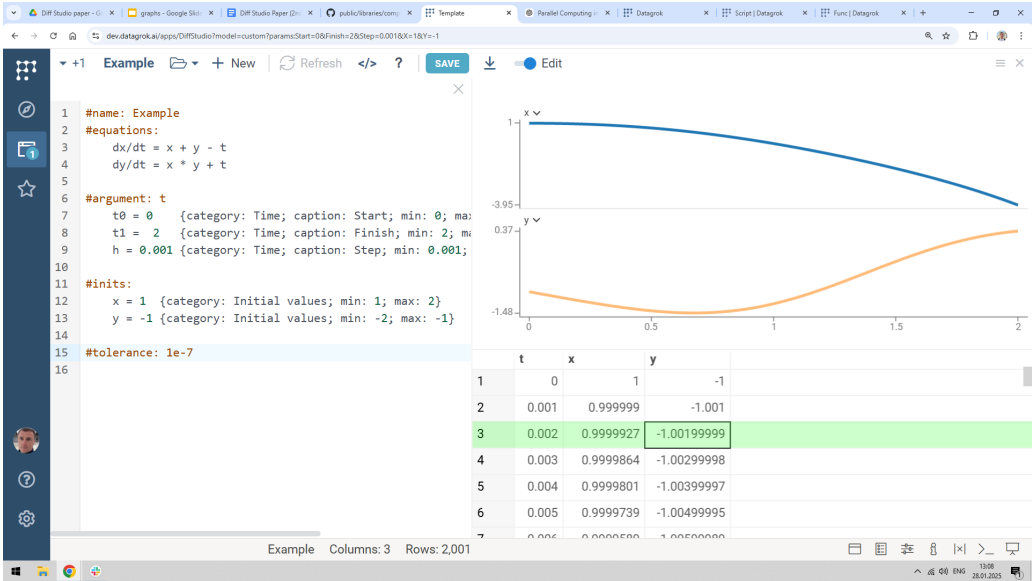 Diff Studio paper - G
graphs - Google Slide
Diff Studio Paper (2n
public/libraries/comp
Template
Parallel Computing in
Datagrok
Script | Datagrok
Func | Datagrok
dev.datagrok.ai/apps/DiffStudio?model=custom?params:Start=0&Finish=2&Step=0.001&X=1&Y=-1
+1 Example New Refresh </> ? SAVE Edit
1 #name: Example
2 #equations:
3 dx/dt = x + y - t
4 dy/dt = x * y + t
5
6 #argument: t
7 t0 = 0 {category: Time; caption: Start; min: 0; max
8 t1 = 2 {category: Time; caption: Finish; min: 2; ma
9 h = 0.001 {category: Time; caption: Step; min: 0.001;
10
11 #inits:
12 x = 1 {category: Initial values; min: 1; max: 2}
13 y = -1 {category: Initial values; min: -2; max: -1}
14
15 #tolerance: 1e-7
16
x
1
-3.95
y
0.37
-1.48
0 0.5 1 1.5 2
t x y
1 0 1 -1
2 0.001 0.999999 -1.001
3 0.002 0.9999927 -1.00199999
4 0.003 0.9999864 -1.00299998
5 0.004 0.9999801 -1.00399997
6 0.005 0.9999739 -1.00499995
Example Columns: 3 Rows: 2,001
ENG
13:08
28.01.2025